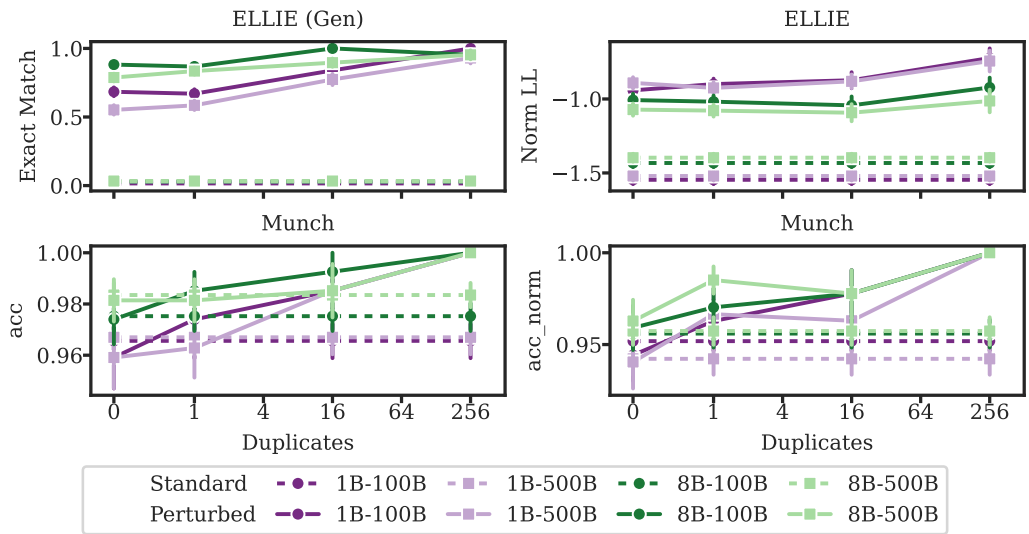 ELLIE (Gen)
ELLIE
Exact Match
1.0
0.5
0.0
Norm LL
−1.0
−1.5
Munch
Munch
acc
1.00
0.98
0.96
acc_norm
1.00
0.95
0 1 4 16 64 256
0 1 4 16 64 256
Duplicates
Duplicates
Standard 1B-100B 1B-500B 8B-100B 8B-500B
Perturbed 1B-100B 1B-500B 8B-100B 8B-500B